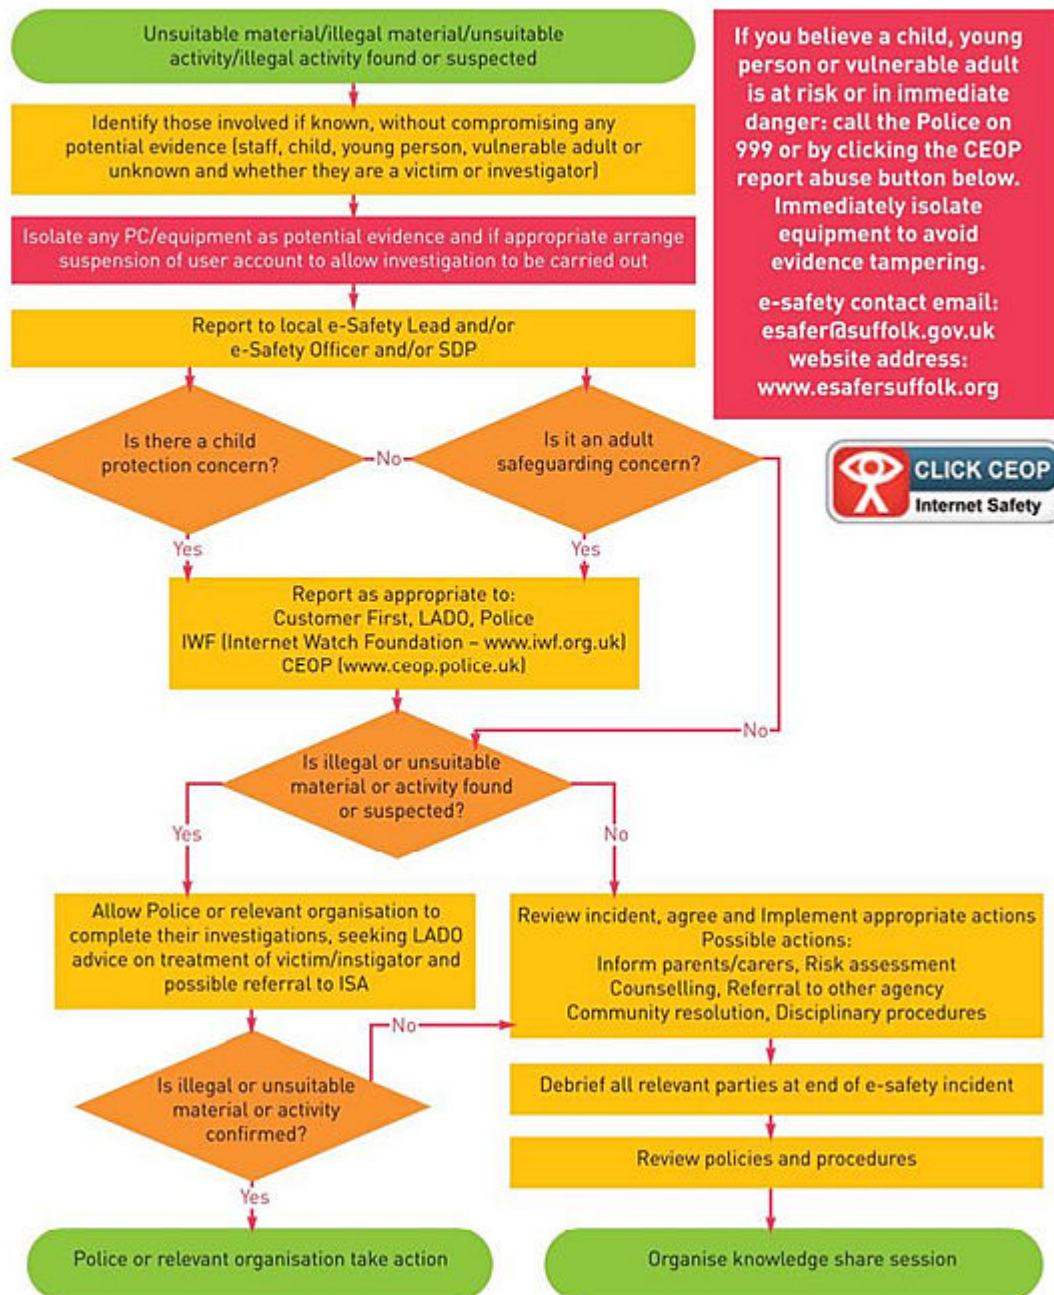 Unsuitable material/illegal material/unsuitable
activity/illegal activity found or suspected
Identify those involved if known, without compromising any
potential evidence (staff, child, young person, vulnerable adult or
unknown and whether they are a victim or investigator)
Isolate any PC/equipment as potential evidence and if appropriate arrange
suspension of user account to allow investigation to be carried out
Report to local e-Safety Lead and/or
e-Safety Officer and/or SDP
If you believe a child, young
person or vulnerable adult
is at risk or in immediate
danger: call the Police on
999 or by clicking the CEOP
report abuse button below.
Immediately isolate
equipment to avoid
evidence tampering.
e-safety contact email:
esafer@suffolk.gov.uk
website address:
www.esafersuffolk.org
CLICK CEOP
Internet Safety
Is there a child
protection concern?
No
Is it an adult
safeguarding concern?
Yes
Yes
Report as appropriate to:
Customer First, LADO, Police
IWF (Internet Watch Foundation – www.iwf.org.uk)
CEOP (www.ceop.police.uk)
No
Is illegal or unsuitable
material or activity found
or suspected?
Yes
No
Allow Police or relevant organisation to
complete their investigations, seeking LADO
advice on treatment of victim/instigator and
possible referral to ISA
Review incident, agree and Implement appropriate actions
Possible actions:
Inform parents/carers, Risk assessment
Counselling, Referral to other agency
Community resolution, Disciplinary procedures
No
Is illegal or unsuitable
material or activity
confirmed?
Debrief all relevant parties at end of e-safety incident
Review policies and procedures
Yes
Police or relevant organisation take action
Organise knowledge share session